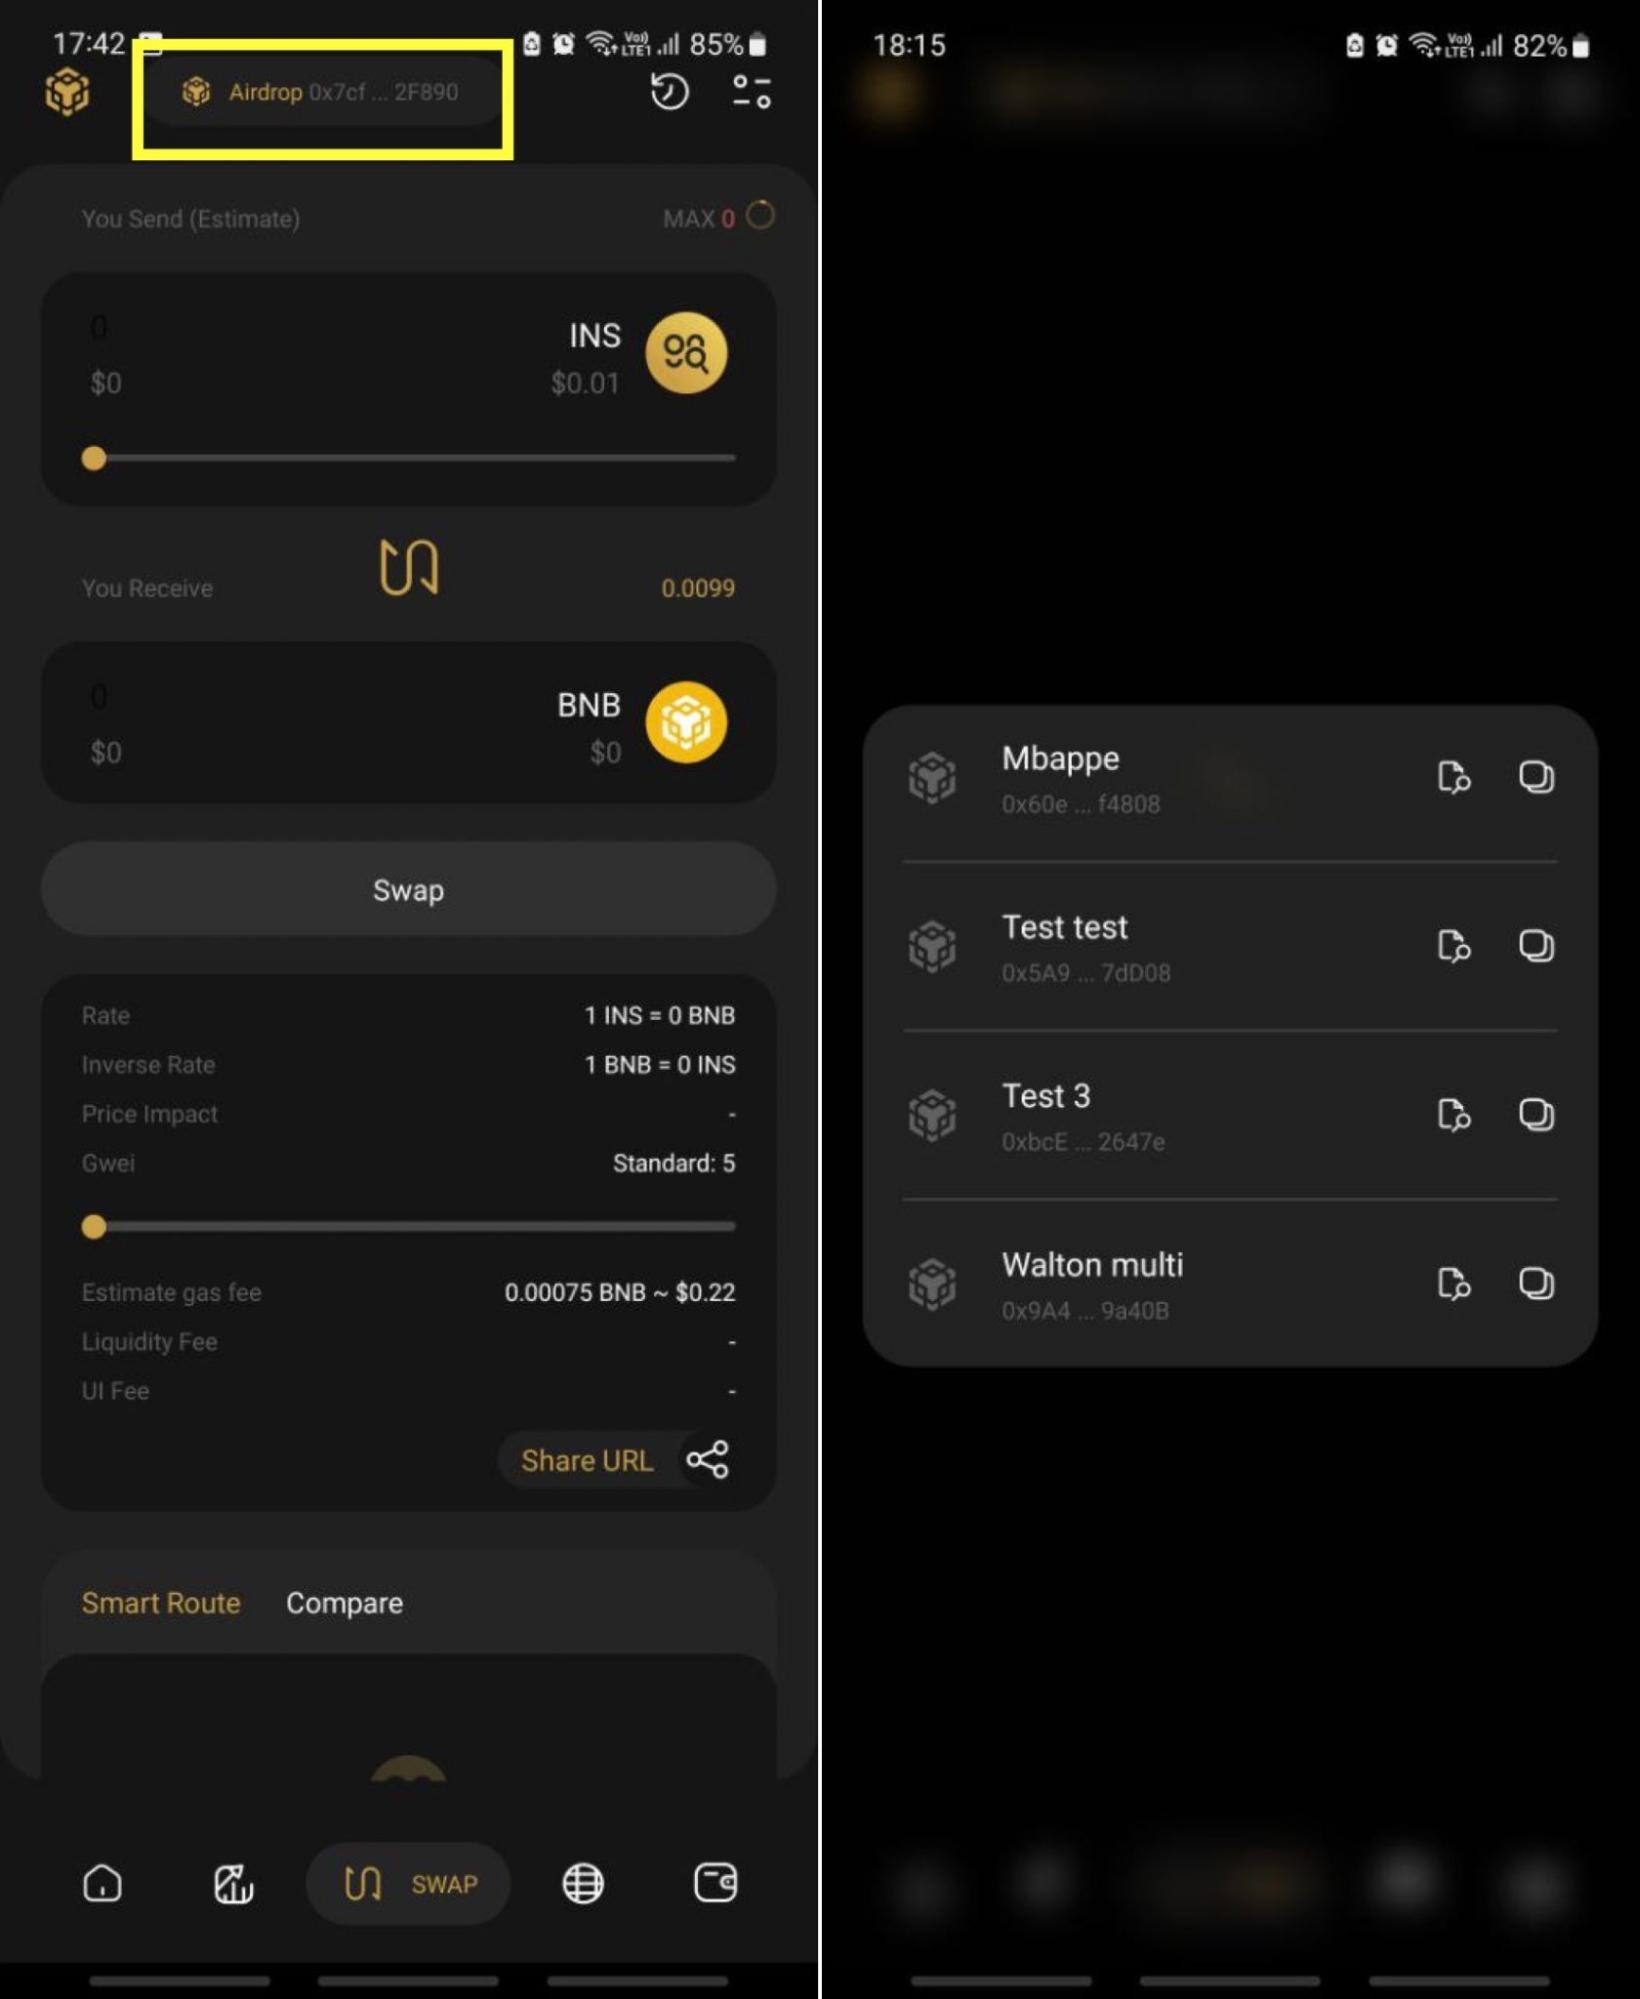 17:42
Vo))
LTE1
85%
Airdrop 0x7cf ... 2F890
You Send (Estimate)
MAX 0
0
INS
$0
$0.01
You Receive
0.0099
0
BNB
$0
$0
Swap
Rate
1 INS = 0 BNB
Inverse Rate
1 BNB = 0 INS
Price Impact
-
Gwei
Standard: 5
Estimate gas fee
0.00075 BNB ~ $0.22
Liquidity Fee
-
UI Fee
-
Share URL
Smart Route
Compare
SWAP
18:15
Vo))
LTE1
82%
Mbappe
0x60e ... f4808
Test test
0x5A9 ... 7dD08
Test 3
0xbcE ... 2647e
Walton multi
0x9A4 ... 9a40B